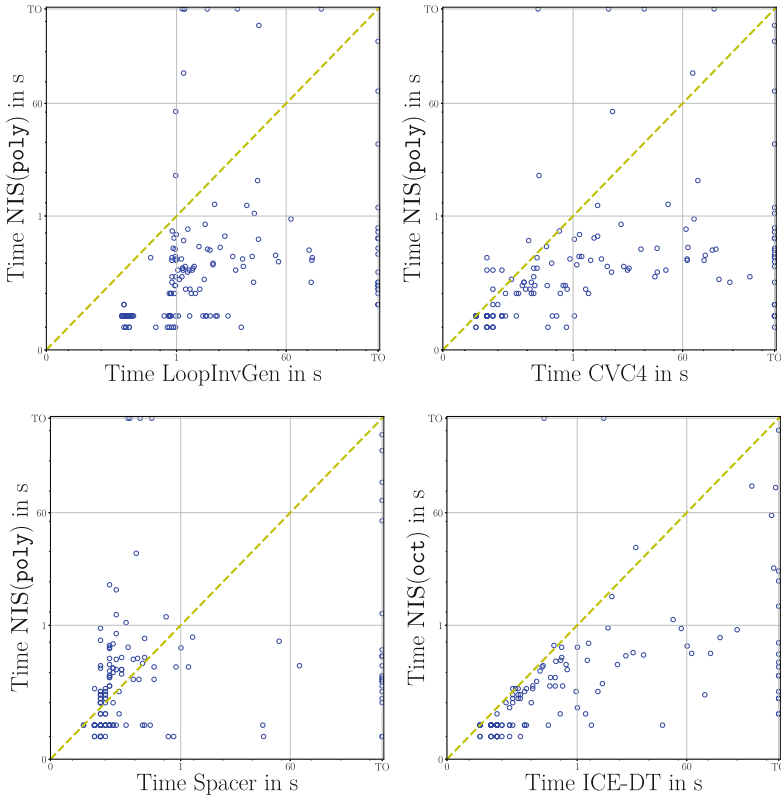 TO
60
1
0
Time NIS(poly) in s
0
1
60
TO
Time LoopInvGen in s
TO
60
1
0
Time NIS(poly) in s
0
1
60
TO
Time CVC4 in s
TO
60
1
0
Time NIS(poly) in s
0
1
60
TO
Time Spacer in s
TO
60
1
0
Time NIS(oct) in s
0
1
60
TO
Time ICE-DT in s